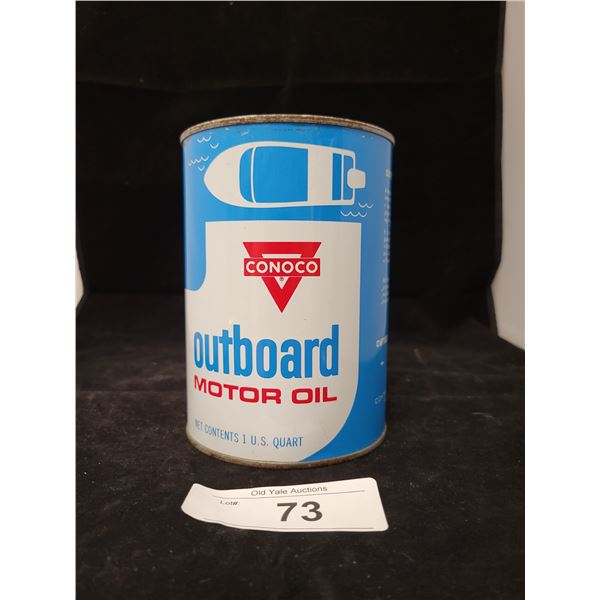 CONOCO
®
outboard
MOTOR OIL
NET CONTENTS 1 U.S. QUART
Old Yale Auctions
Lot#:
73